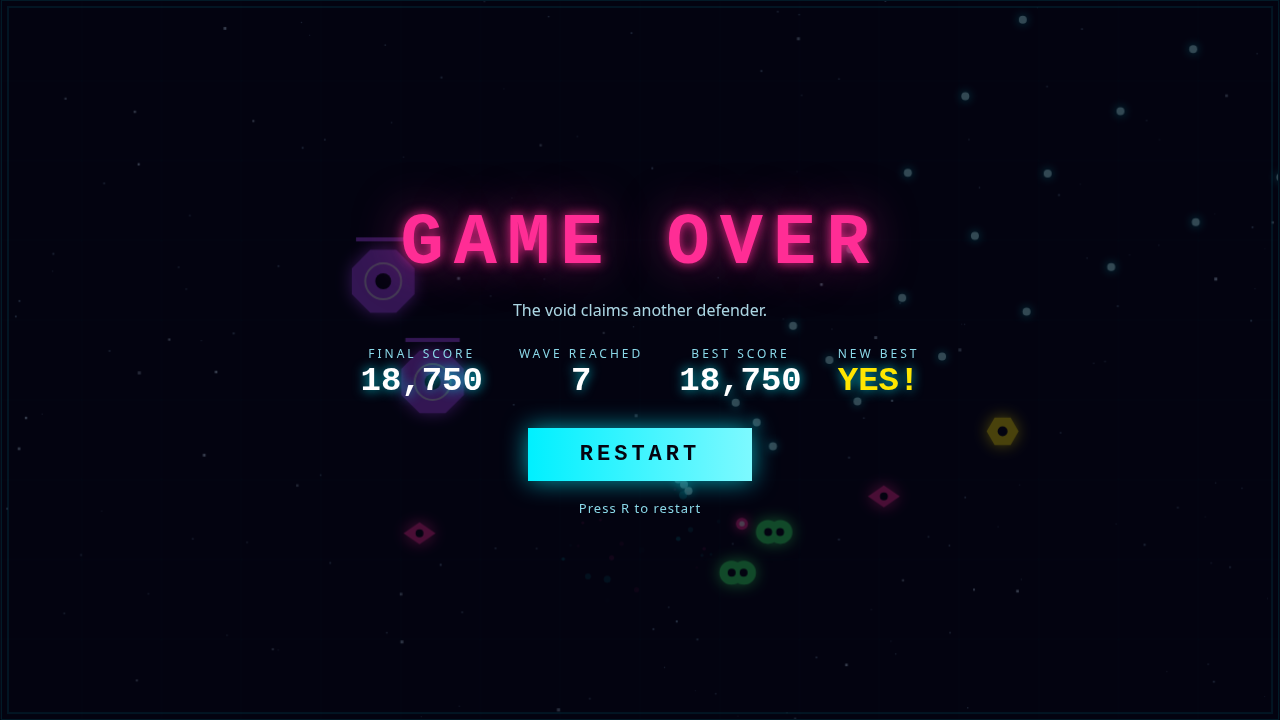 GAME OVER
The void claims another defender.
FINAL SCORE WAVE REACHED BEST SCORE NEW BEST
18,750 7 18,750 YES!
RESTART
Press R to restart